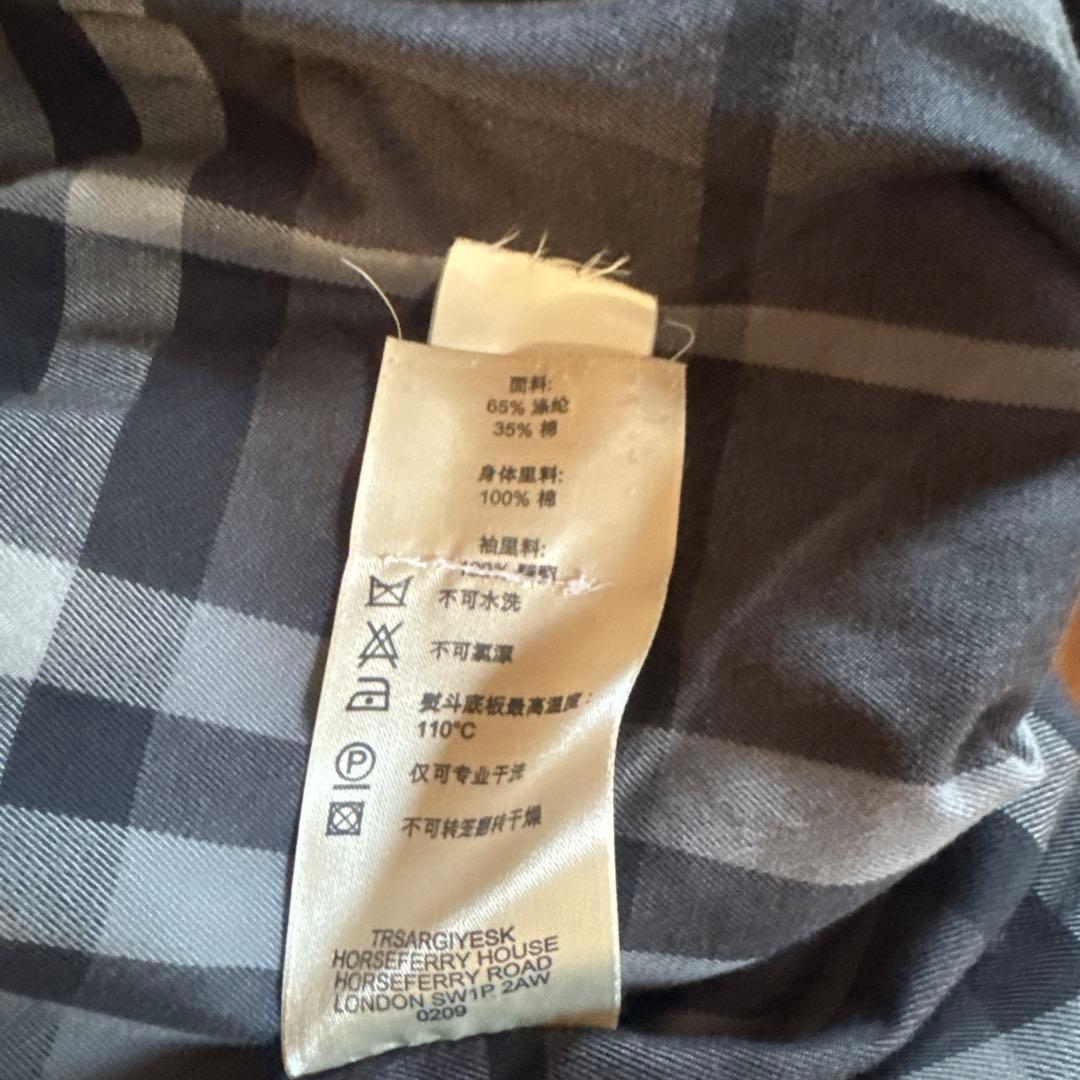 面料:
65% 涤纶
35% 棉
身体里料:
100% 棉
袖里料:
100%
不可水洗
不可氯漂
熨斗底板最高温度:
110°C
P
仅可专业干洗
不可转笼翻转干燥
TRSARGIYESK
HORSEFERRY HOUSE
HORSEFERRY ROAD
LONDON SW1P 2AW
0209